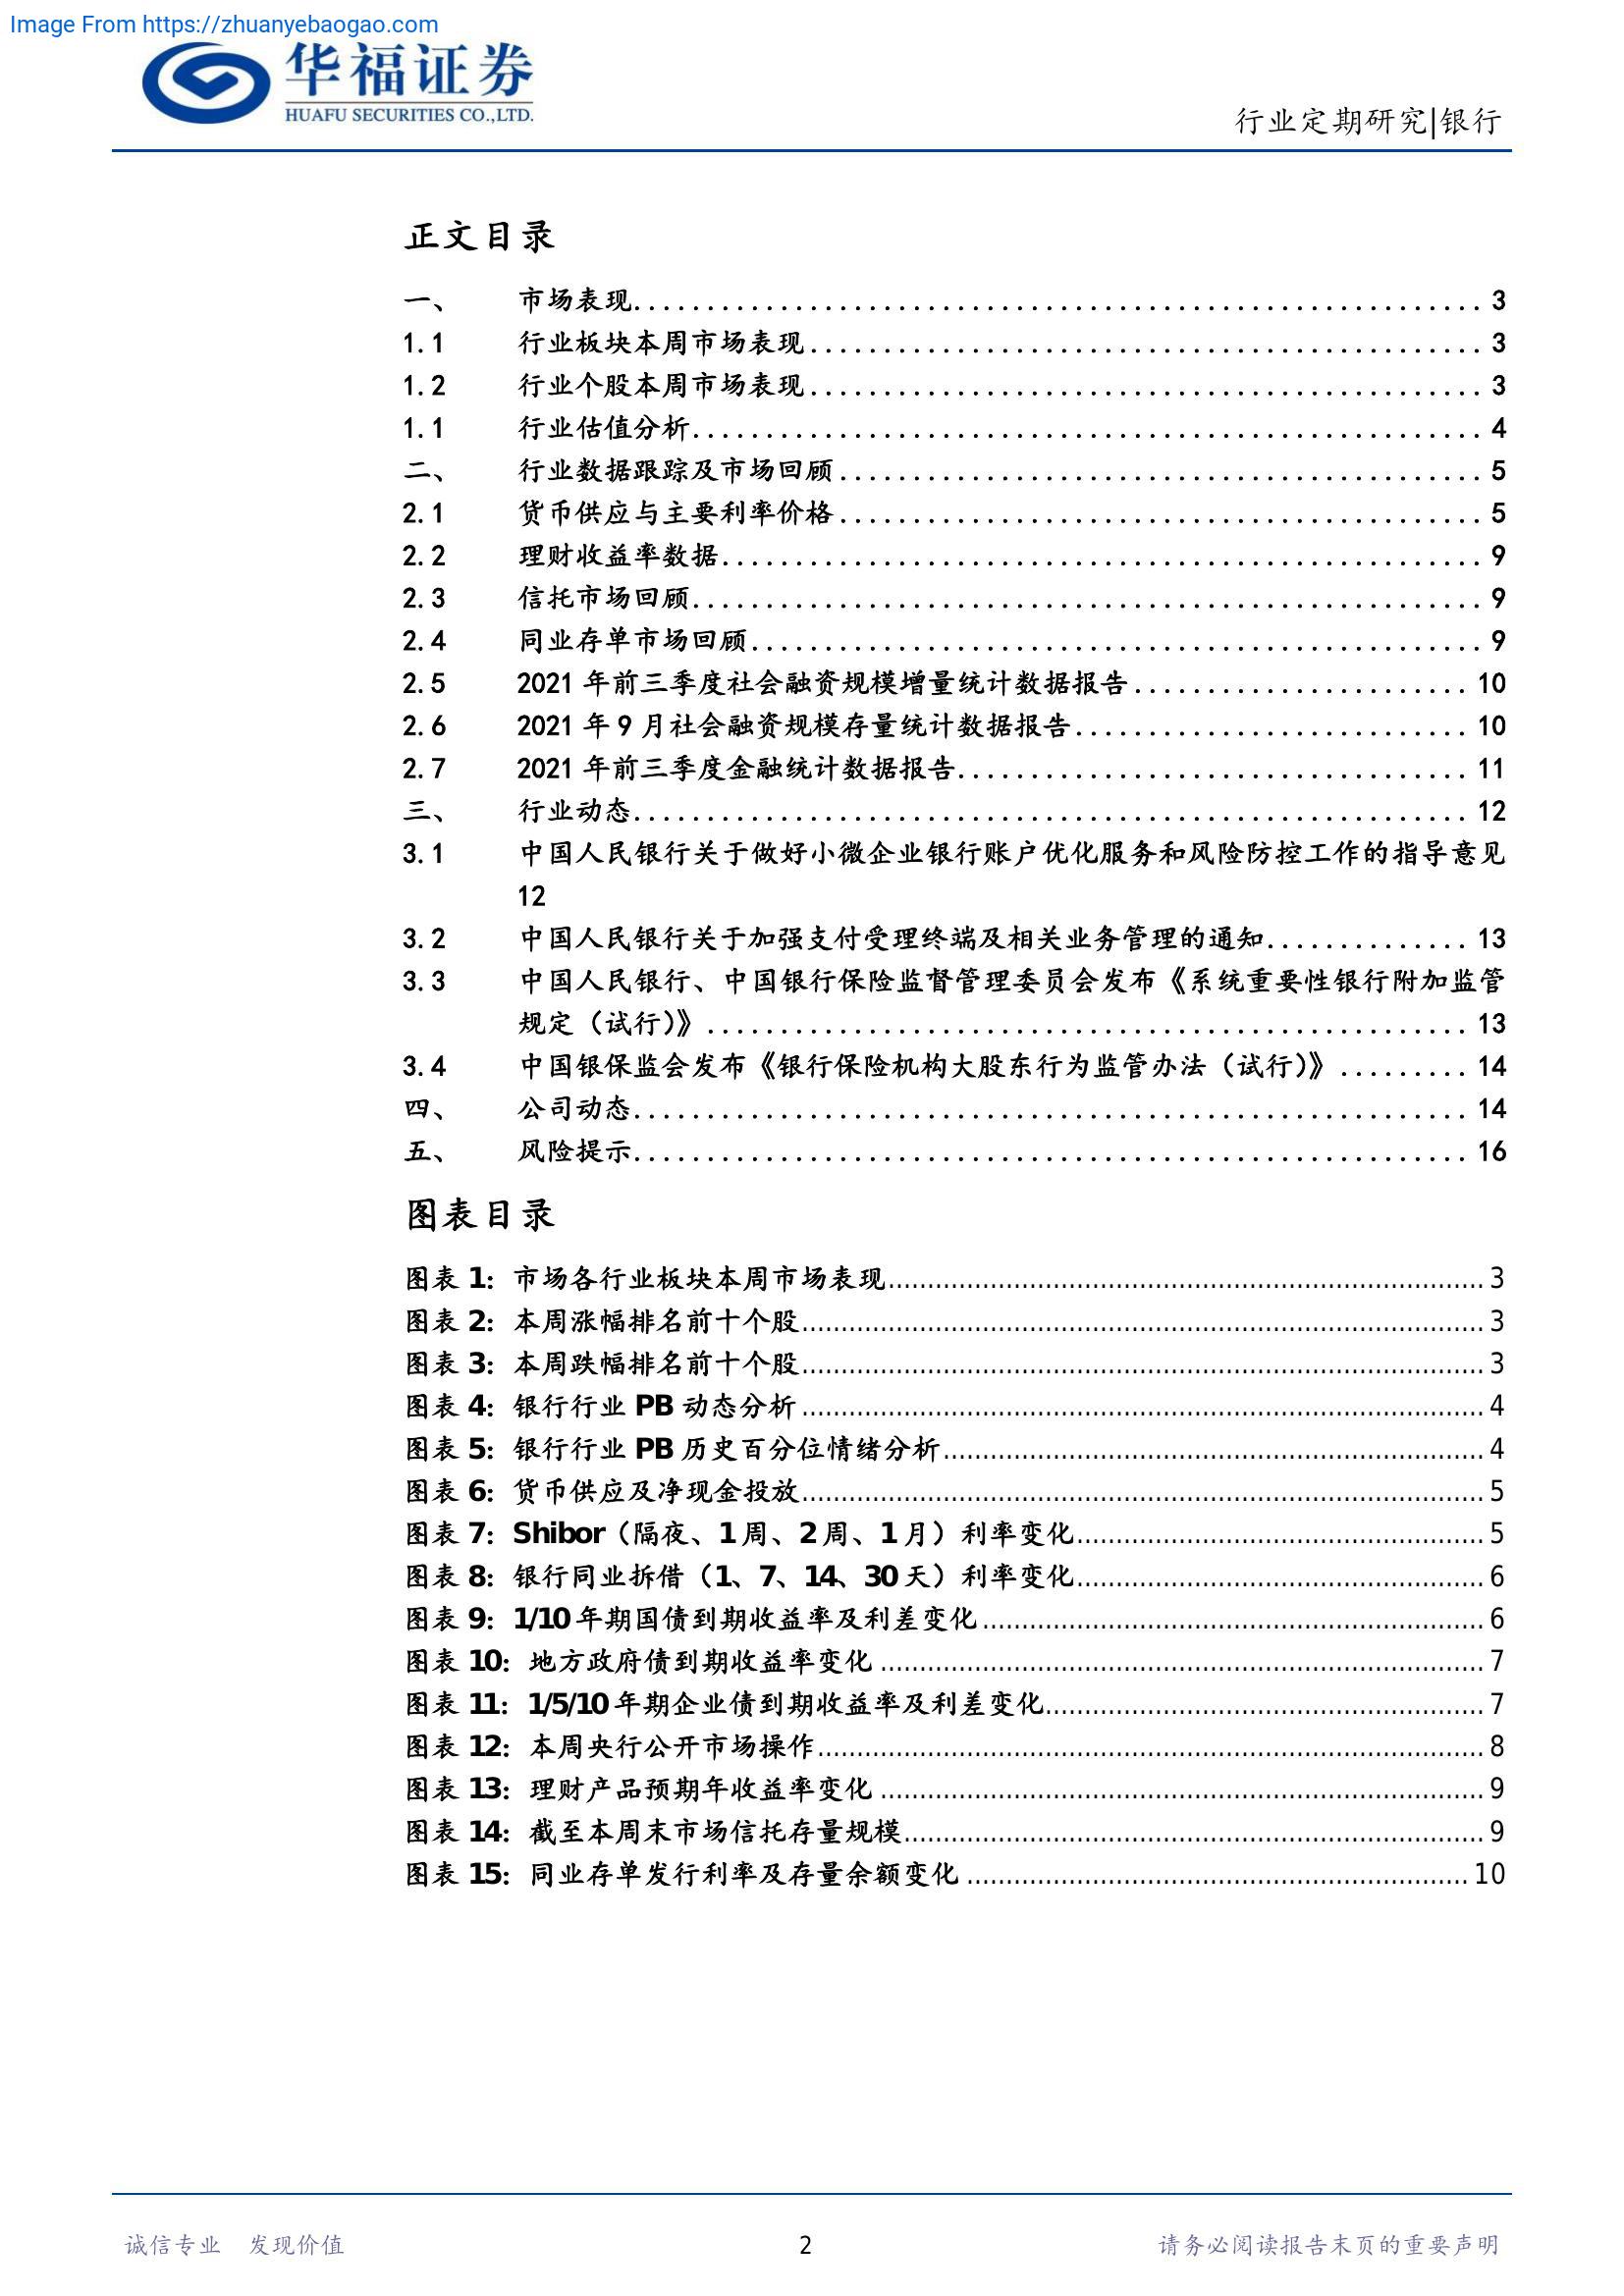 Image From https://zhuanyebaogao.com
华福证券
HUAFU SECURITIES CO.,LTD.
行业定期研究|银行
正文目录
一、 市场表现........................................................ 3
1.1 行业板块本周市场表现............................................ 3
1.2 行业个股本周市场表现............................................ 3
1.1 行业估值分析.................................................... 4
二、 行业数据跟踪及市场回顾.......................................... 5
2.1 货币供应与主要利率价格.......................................... 5
2.2 理财收益率数据.................................................. 9
2.3 信托市场回顾.................................................... 9
2.4 同业存单市场回顾................................................ 9
2.5 2021 年前三季度社会融资规模增量统计数据报告....................... 10
2.6 2021 年 9 月社会融资规模存量统计数据报告........................... 10
2.7 2021 年前三季度金融统计数据报告................................... 11
三、 行业动态........................................................ 12
3.1 中国人民银行关于做好小微企业银行账户优化服务和风险防控工作的指导意见
12
3.2 中国人民银行关于加强支付受理终端及相关业务管理的通知.............. 13
3.3 中国人民银行、中国银行保险监督管理委员会发布《系统重要性银行附加监管
规定（试行）》.................................................... 13
3.4 中国银保监会发布《银行保险机构大股东行为监管办法（试行）》......... 14
四、 公司动态........................................................ 14
五、 风险提示........................................................ 16
图表目录
图表 1：市场各行业板块本周市场表现............................................ 3
图表 2：本周涨幅排名前十个股.................................................. 3
图表 3：本周跌幅排名前十个股.................................................. 3
图表 4：银行行业 PB 动态分析.................................................. 4
图表 5：银行行业 PB 历史百分位情绪分析........................................ 4
图表 6：货币供应及净现金投放.................................................. 5
图表 7：Shibor（隔夜、1 周、2 周、1 月）利率变化................................ 5
图表 8：银行同业拆借（1、7、14、30 天）利率变化................................ 6
图表 9：1/10 年期国债到期收益率及利差变化...................................... 6
图表 10：地方政府债到期收益率变化............................................ 7
图表 11：1/5/10 年期企业债到期收益率及利差变化................................. 7
图表 12：本周央行公开市场操作................................................ 8
图表 13：理财产品预期年收益率变化............................................ 9
图表 14：截至本周末市场信托存量规模.......................................... 9
图表 15：同业存单发行利率及存量余额变化...................................... 10
诚信专业 发现价值 2 请务必阅读报告末页的重要声明